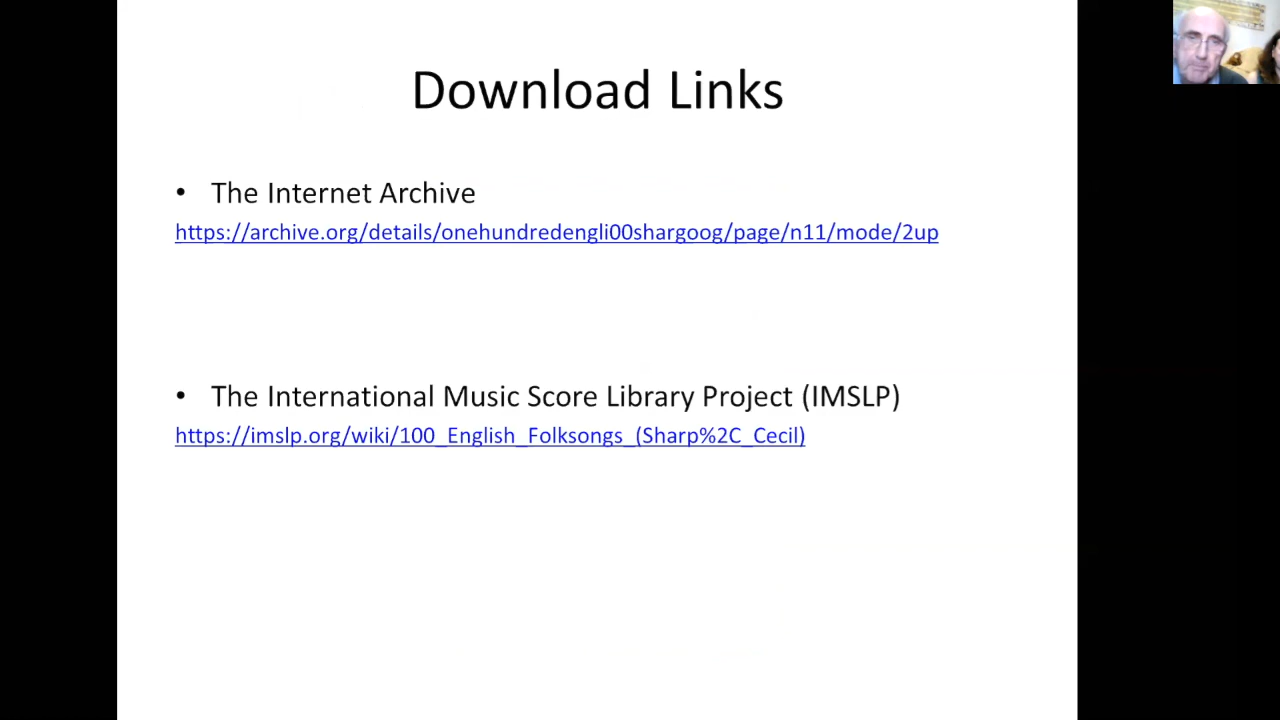 Download Links
• The Internet Archive
https://archive.org/details/onehundredengli00shargoog/page/n11/mode/2up
• The International Music Score Library Project (IMSLP)
https://imslp.org/wiki/100_English_Folksongs_(Sharp%2C_Cecil)